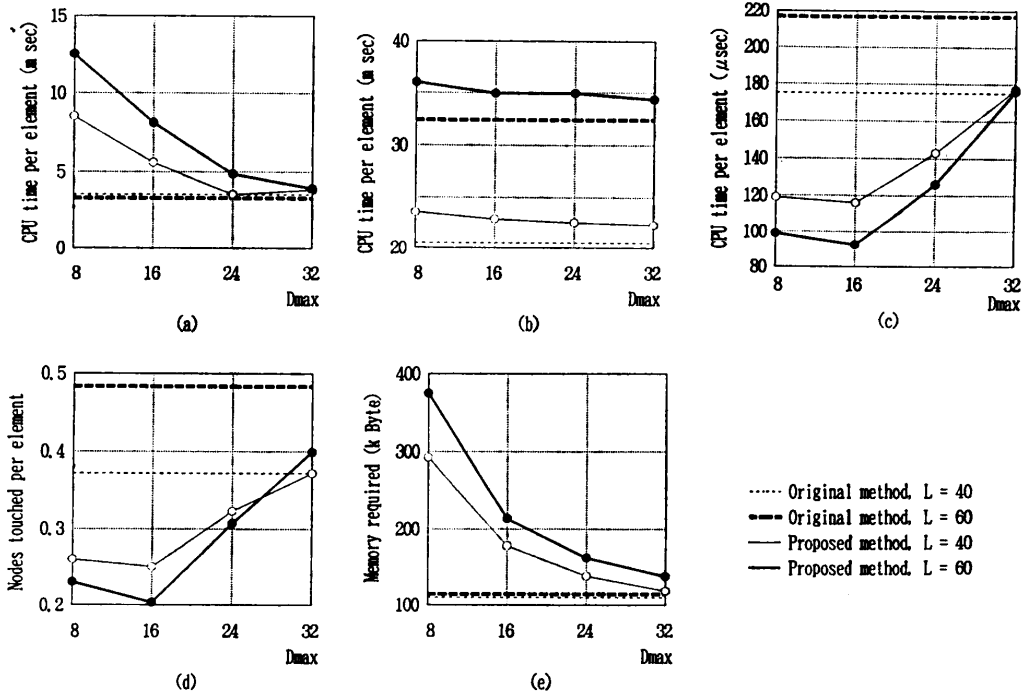 CPU time per element (m sec)
15
10
5
0
8
16
24
32
Dmax
(a)
CPU time per element (m sec)
40
30
20
8
16
24
32
Dmax
(b)
CPU time per element (μsec)
220
200
180
160
140
120
100
80
8
16
24
32
Dmax
(c)
Nodes touched per element
0.5
0.4
0.3
0.2
8
16
24
32
Dmax
(d)
Memory required (k Byte)
400
300
200
100
8
16
24
32
Dmax
(e)
Original method, L = 40
Original method, L = 60
Proposed method, L = 40
Proposed method, L = 60